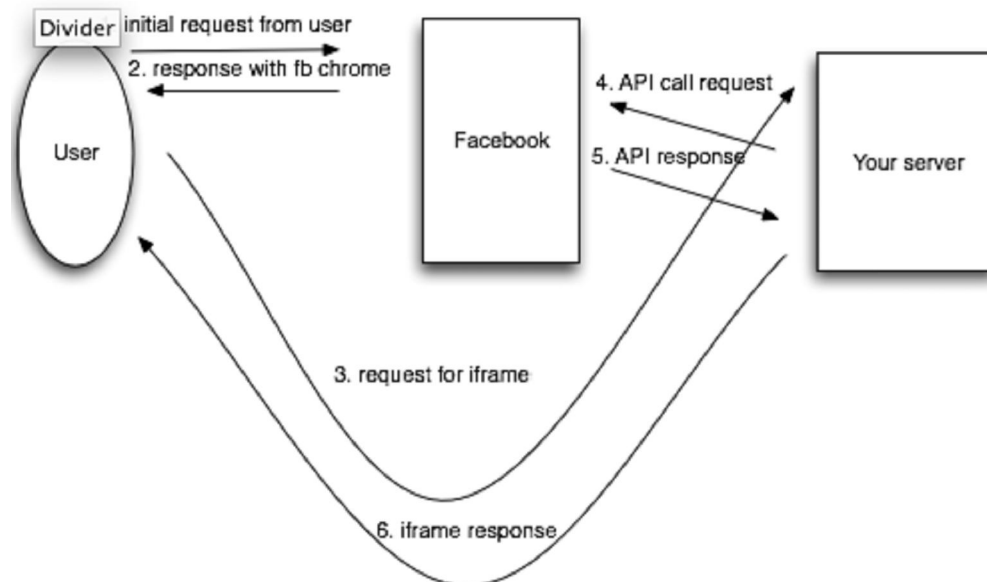 Divider
initial request from user
2. response with fb chrome
4. API call request
User
Facebook
5. API response
Your server
3. request for iframe
6. iframe response